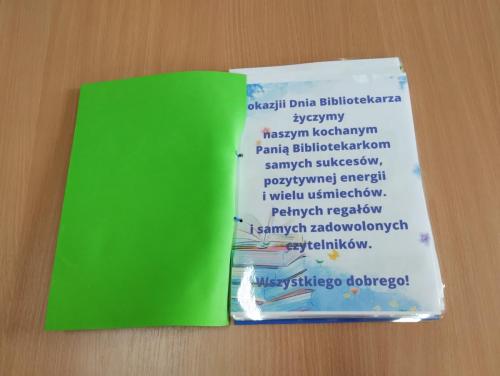 okazjii Dnia Bibliotekarza
życzymy
naszym kochanym
Panią Bibliotekarkom
samych sukcesów,
pozytywnej energii
i wielu uśmiechów.
Pełnych regałów
i samych zadowolonych
czytelników.
Wszystkiego dobrego!